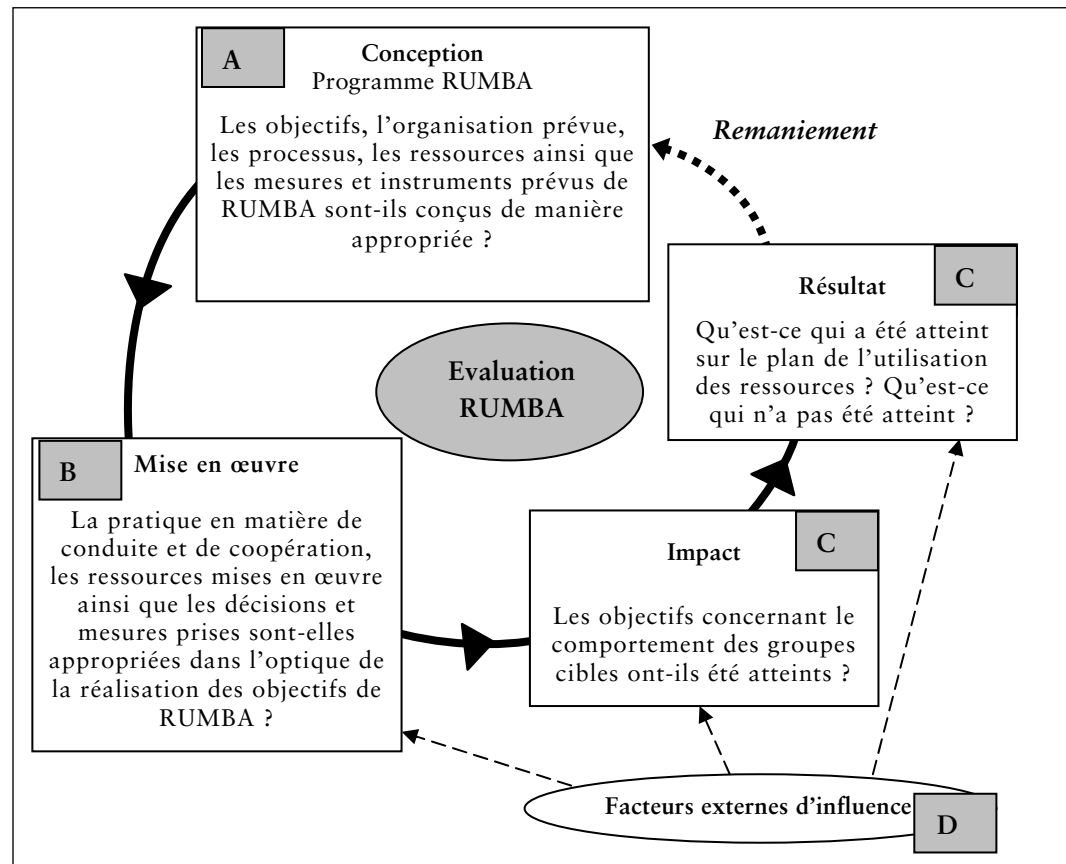 A
Conception
Programme RUMBA
Les objectifs, l'organisation prévue,
les processus, les ressources ainsi que
les mesures et instruments prévus de
RUMBA sont-ils conçus de manière
appropriée ?
Remaniement
C
Résultat
Qu'est-ce qui a été atteint
sur le plan de l'utilisation
des ressources ? Qu'est-ce
qui n'a pas été atteint ?
Evaluation
RUMBA
B
Mise en œuvre
La pratique en matière de
conduite et de coopération,
les ressources mises en œuvre
ainsi que les décisions et
mesures prises sont-elles
appropriées dans l'optique de
la réalisation des objectifs de
RUMBA ?
C
Impact
Les objectifs concernant le
comportement des groupes
cibles ont-ils été atteints ?
Facteurs externes d'influence
D